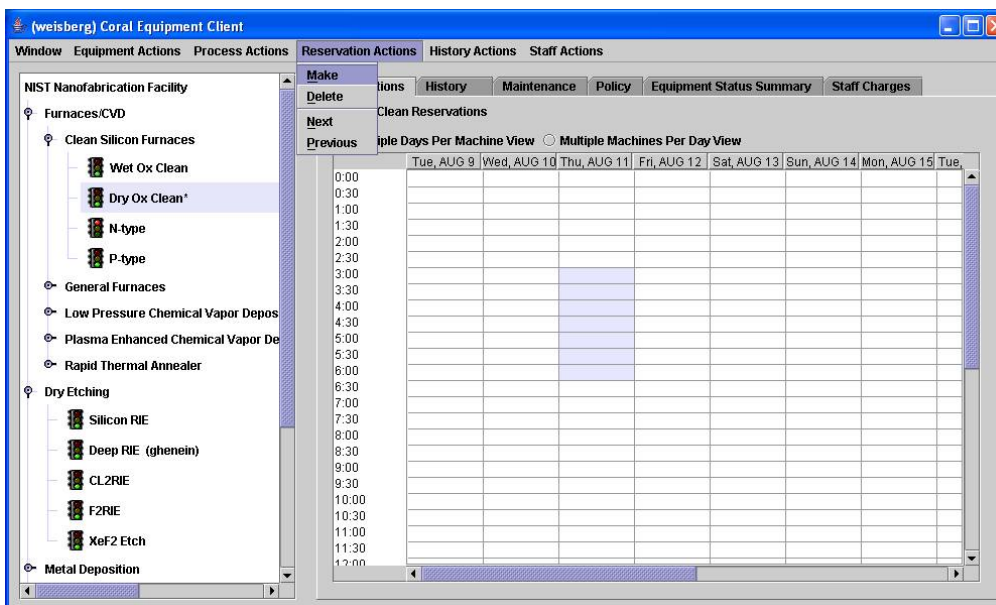 (weisberg) Coral Equipment Client
Window Equipment Actions Process Actions Reservation Actions History Actions Staff Actions
Make
Delete
Next
Previous
NIST Nanofabrication Facility
Furnaces/CVD
Clean Silicon Furnaces
Wet Ox Clean
Dry Ox Clean*
N-type
P-type
General Furnaces
Low Pressure Chemical Vapor Depos
Plasma Enhanced Chemical Vapor De
Rapid Thermal Annealer
Dry Etching
Silicon RIE
Deep RIE (ghenein)
CL2RIE
F2RIE
XeF2 Etch
Metal Deposition
ions History Maintenance Policy Equipment Status Summary Staff Charges
Clean Reservations
iple Days Per Machine View Multiple Machines Per Day View
Tue, AUG 9 Wed, AUG 10 Thu, AUG 11 Fri, AUG 12 Sat, AUG 13 Sun, AUG 14 Mon, AUG 15 Tue,
0:00
0:30
1:00
1:30
2:00
2:30
3:00
3:30
4:00
4:30
5:00
5:30
6:00
6:30
7:00
7:30
8:00
8:30
9:00
9:30
10:00
10:30
11:00
11:30
12:00